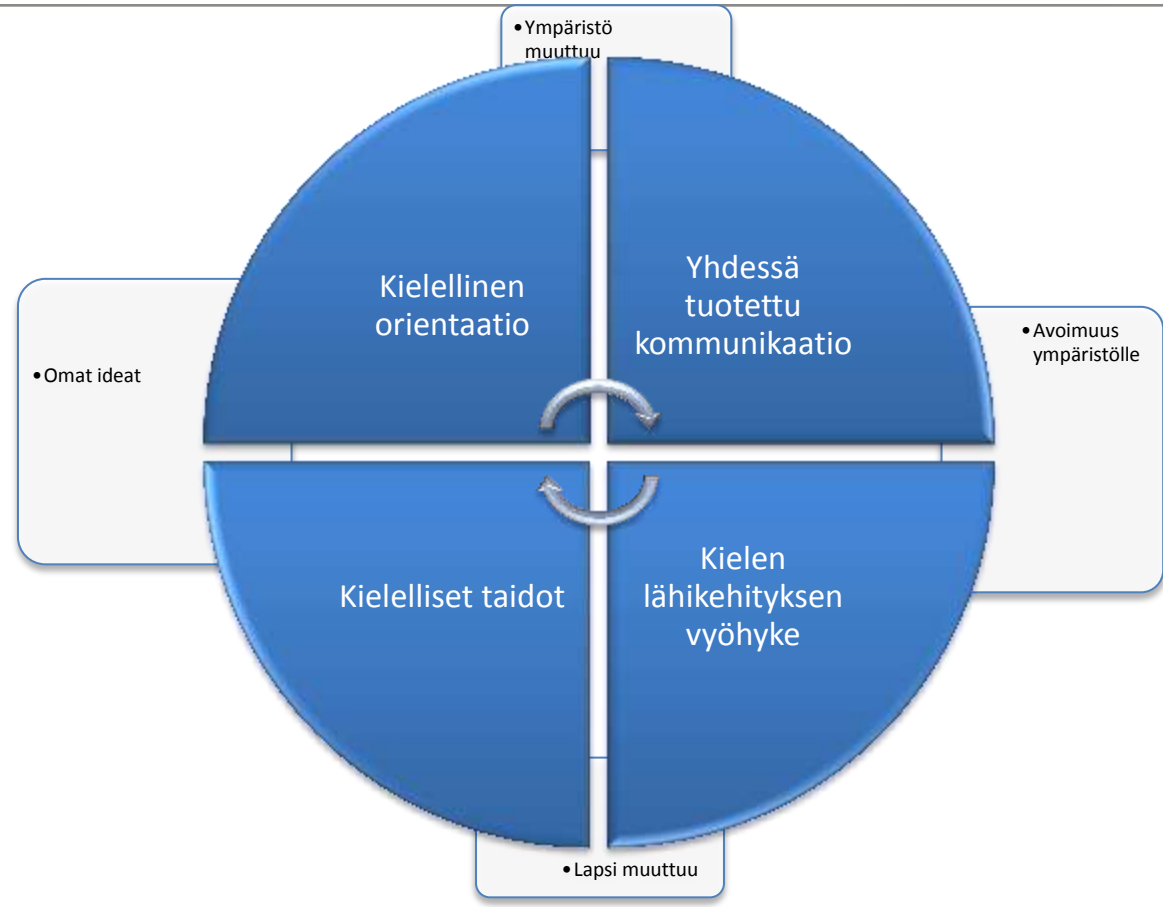 •Ympäristö
muuttuu
Kielellinen
orientaatio
Yhdessä
tuotettu
kommunikaatio
•Omat ideat
•Avoimuus
ympäristölle
Kielelliset taidot
Kielen
lähikehityksen
vyöhyke
•Lapsi muuttuu